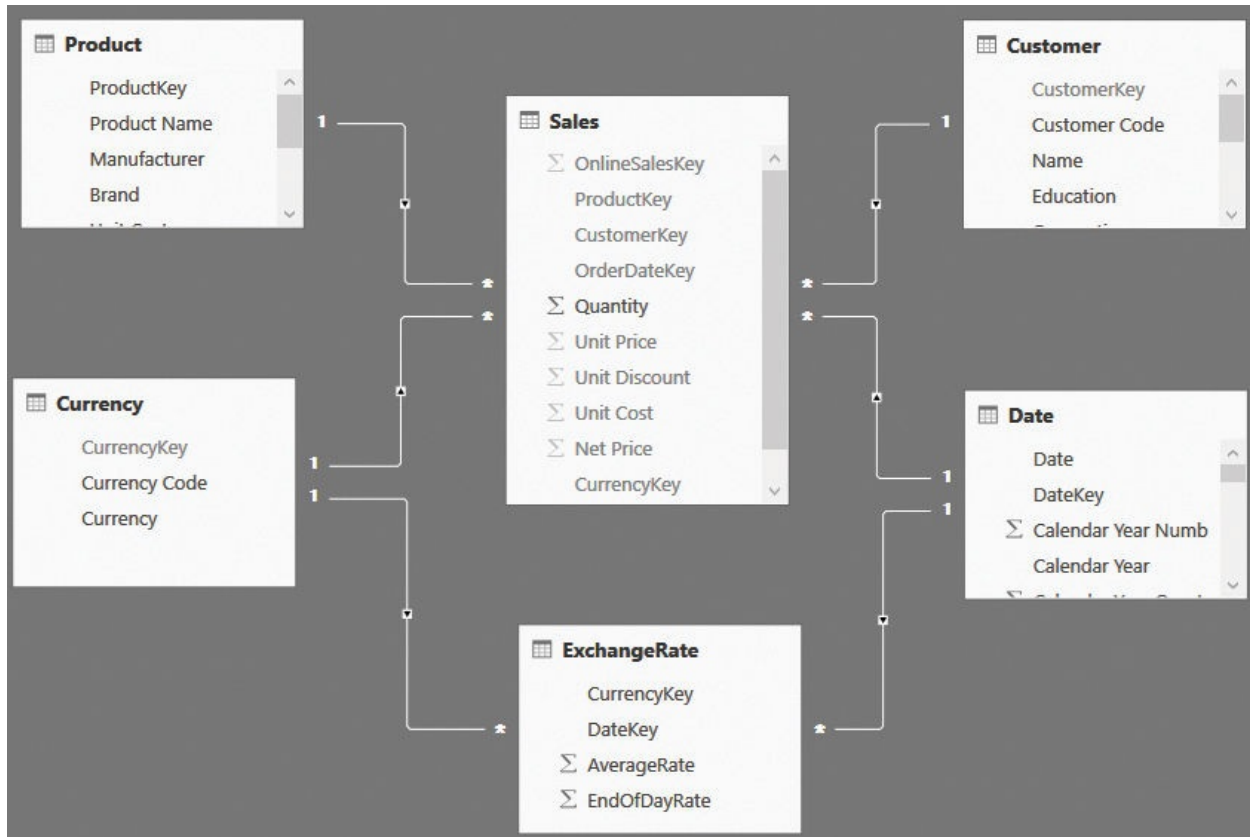 Product
ProductKey
Product Name
Manufacturer
Brand
1
Sales
Σ OnlineSalesKey
ProductKey
CustomerKey
OrderDateKey
Σ Quantity
Σ Unit Price
Σ Unit Discount
Σ Unit Cost
Σ Net Price
CurrencyKey
*
*
*
*
Customer
CustomerKey
Customer Code
Name
Education
1
Currency
CurrencyKey
Currency Code
Currency
1
1
Date
Date
DateKey
Σ Calendar Year Numb
Calendar Year
1
1
ExchangeRate
CurrencyKey
DateKey
Σ AverageRate
Σ EndOfDayRate
*
*